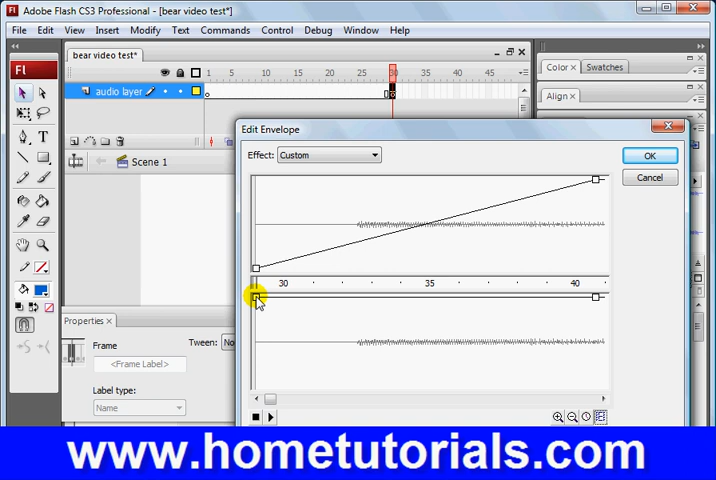 Adobe Flash CS3 Professional - [bear video test*]
File Edit View Insert Modify Text Commands Control Debug Window Help
bear video test*
1 5 10 15 20 25 30 35 40 45
audio layer
Scene 1
Color × Swatches
Align ×
Fl
T
Edit Envelope
Effect: Custom
OK
Cancel
30 35 40
Properties ×
Frame
Tween: No
<Frame Label>
Label type:
Name
www.hometutorials.com